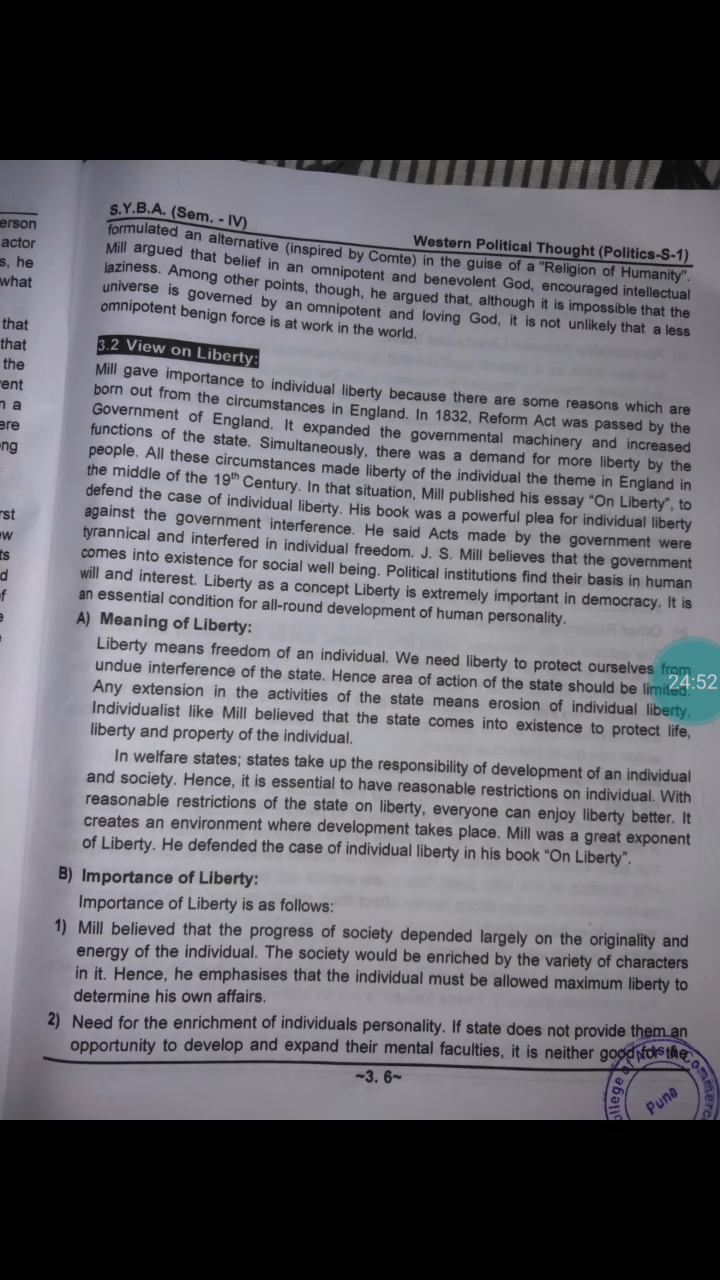 erson
actor
s, he
what
that
that
the
ent
n a
ere
ng
rst
ew
ts
d
f
e
S.Y.B.A. (Sem. - IV)
Western Political Thought (Politics-S-1)
formulated an alternative (inspired by Comte) in the guise of a "Religion of Humanity".
Mill argued that belief in an omnipotent and benevolent God, encouraged intellectual
laziness. Among other points, though, he argued that, although it is impossible that the
universe is governed by an omnipotent and loving God, it is not unlikely that a less
omnipotent benign force is at work in the world.
3.2 View on Liberty:
Mill gave importance to individual liberty because there are some reasons which are
born out from the circumstances in England. In 1832, Reform Act was passed by the
Government of England. It expanded the governmental machinery and increased
functions of the state. Simultaneously, there was a demand for more liberty by the
people. All these circumstances made liberty of the individual the theme in England in
the middle of the 19th Century. In that situation, Mill published his essay “On Liberty”, to
defend the case of individual liberty. His book was a powerful plea for individual liberty
against the government interference. He said Acts made by the government were
tyrannical and interfered in individual freedom. J. S. Mill believes that the government
comes into existence for social well being. Political institutions find their basis in human
will and interest. Liberty as a concept Liberty is extremely important in democracy. It is
an essential condition for all-round development of human personality.
A) Meaning of Liberty:
Liberty means freedom of an individual. We need liberty to protect ourselves from
undue interference of the state. Hence area of action of the state should be limited.
24:52
Any extension in the activities of the state means erosion of individual liberty.
Individualist like Mill believed that the state comes into existence to protect life,
liberty and property of the individual.
In welfare states; states take up the responsibility of development of an individual
and society. Hence, it is essential to have reasonable restrictions on individual. With
reasonable restrictions of the state on liberty, everyone can enjoy liberty better. It
creates an environment where development takes place. Mill was a great exponent
of Liberty. He defended the case of individual liberty in his book “On Liberty”.
B) Importance of Liberty:
Importance of Liberty is as follows:
1) Mill believed that the progress of society depended largely on the originality and
energy of the individual. The society would be enriched by the variety of characters
in it. Hence, he emphasises that the individual must be allowed maximum liberty to
determine his own affairs.
2) Need for the enrichment of individuals personality. If state does not provide them an
opportunity to develop and expand their mental faculties, it is neither good for the
~3. 6~
ollege of Arts & Commerc
Pune